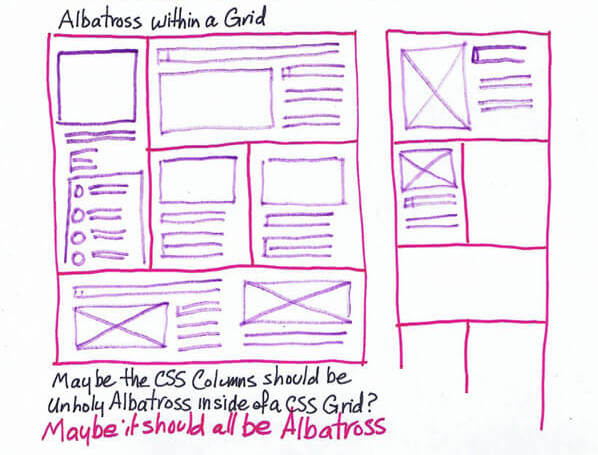 Albatross within a Grid
Maybe the CSS Columns should be
Unholy Albatross inside of a CSS Grid?
Maybe it should all be Albatross